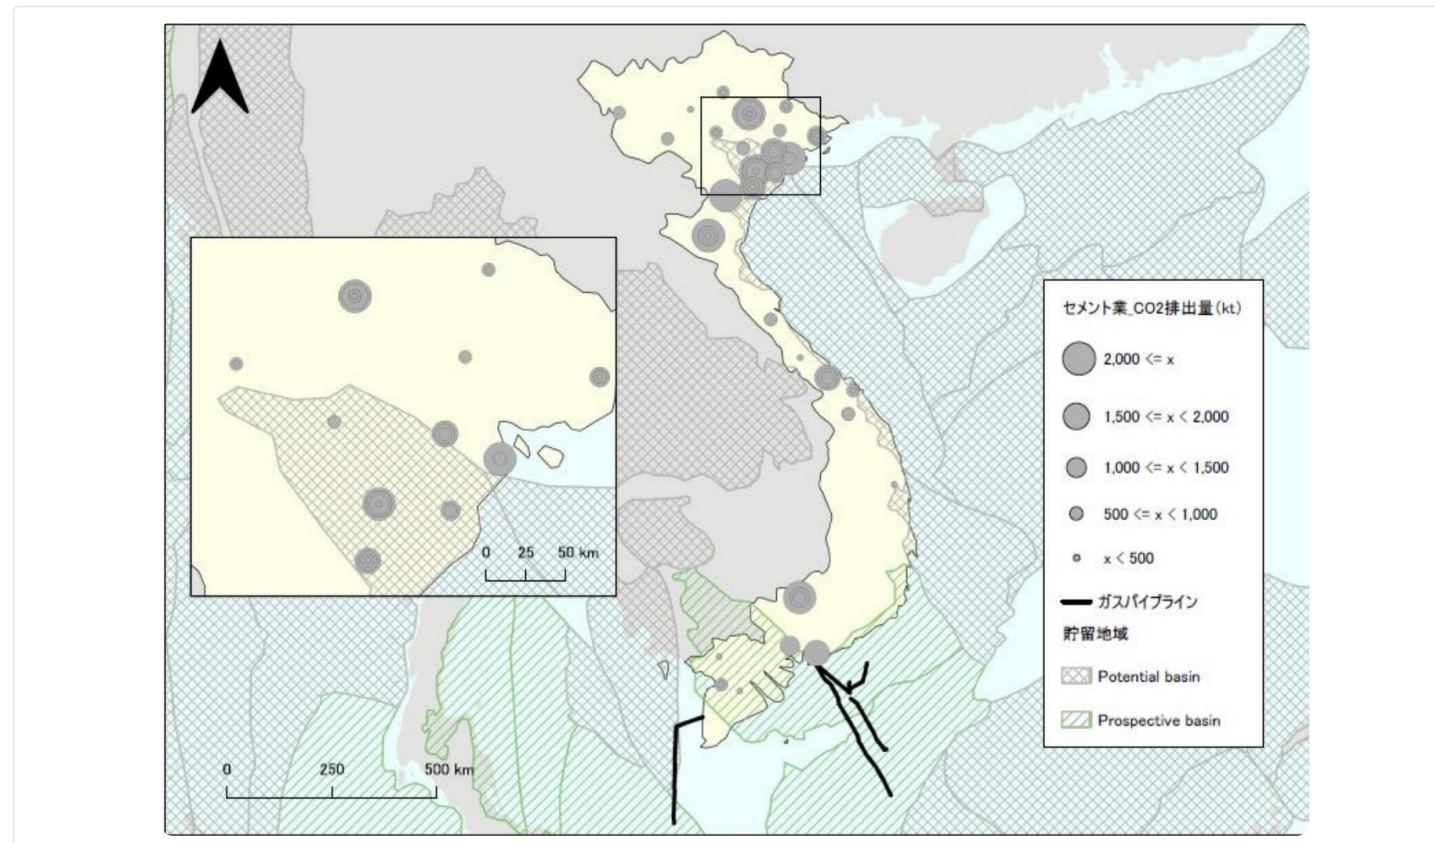 0 25 50 km
0 250 500 km
セメント業_CO2排出量(kt)
2,000 <= x
1,500 <= x < 2,000
1,000 <= x < 1,500
500 <= x < 1,000
x < 500
ガスパイプライン
貯留地域
Potential basin
Prospective basin